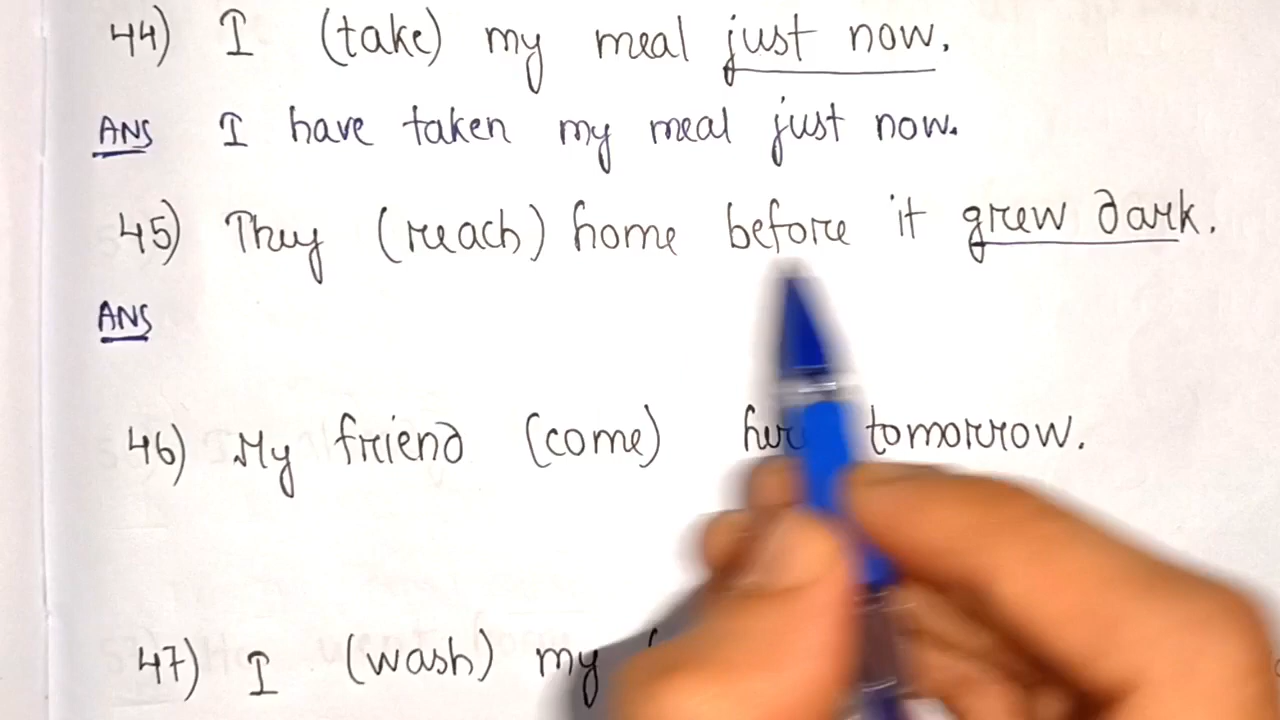 44) I (take) my meal just now.
ANS I have taken my meal just now.
45) They (reach) home before it grew dark.
ANS
46) My friend (come) tomorrow.
47) I (wash) my